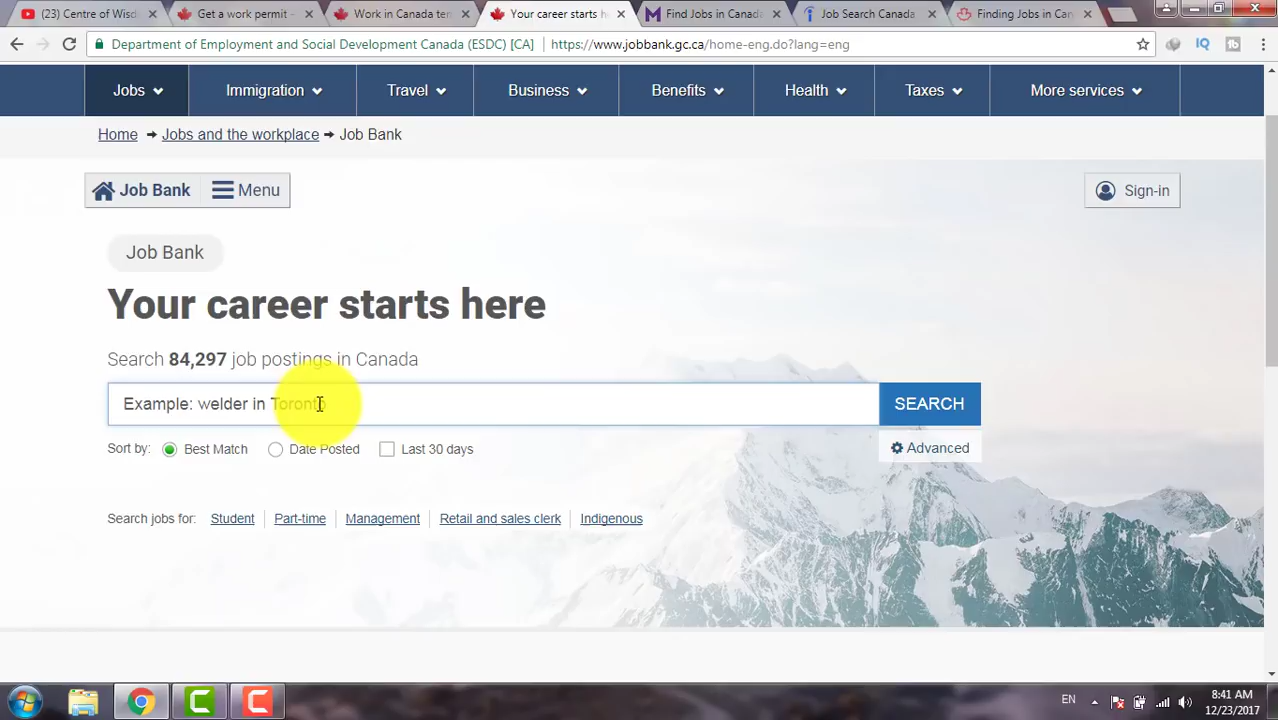 (23) Centre of Wisd
Get a work permit -
Work in Canada ten
Your career starts h
Find Jobs in Canada
Job Search Canada
Finding Jobs in Can
Department of Employment and Social Development Canada (ESDC) [CA] https://www.jobbank.gc.ca/home-eng.do?lang=eng
IQ tb
Jobs Immigration Travel Business Benefits Health Taxes More services
Home Jobs and the workplace Job Bank
Job Bank Menu Sign-in
Job Bank
Your career starts here
Search 84,297 job postings in Canada
Example: welder in Toronto SEARCH
Sort by: Best Match Date Posted Last 30 days Advanced
Search jobs for: Student Part-time Management Retail and sales clerk Indigenous
EN
8:41 AM
12/23/2017